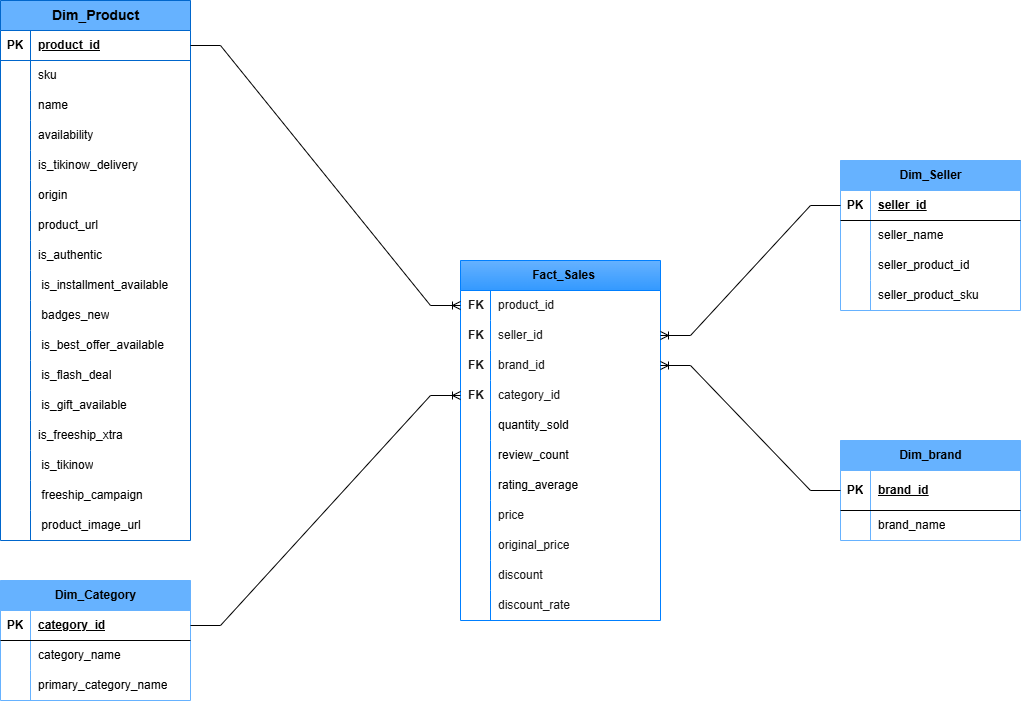 Dim_Product
PK product_id
sku
name
availability
is_tikinow_delivery
origin
product_url
is_authentic
is_installment_available
badges_new
is_best_offer_available
is_flash_deal
is_gift_available
is_freeship_xtra
is_tikinow
freeship_campaign
product_image_url
Dim_Category
PK category_id
category_name
primary_category_name
Fact_Sales
FK product_id
FK seller_id
FK brand_id
FK category_id
quantity_sold
review_count
rating_average
price
original_price
discount
discount_rate
Dim_Seller
PK seller_id
seller_name
seller_product_id
seller_product_sku
Dim_brand
PK brand_id
brand_name